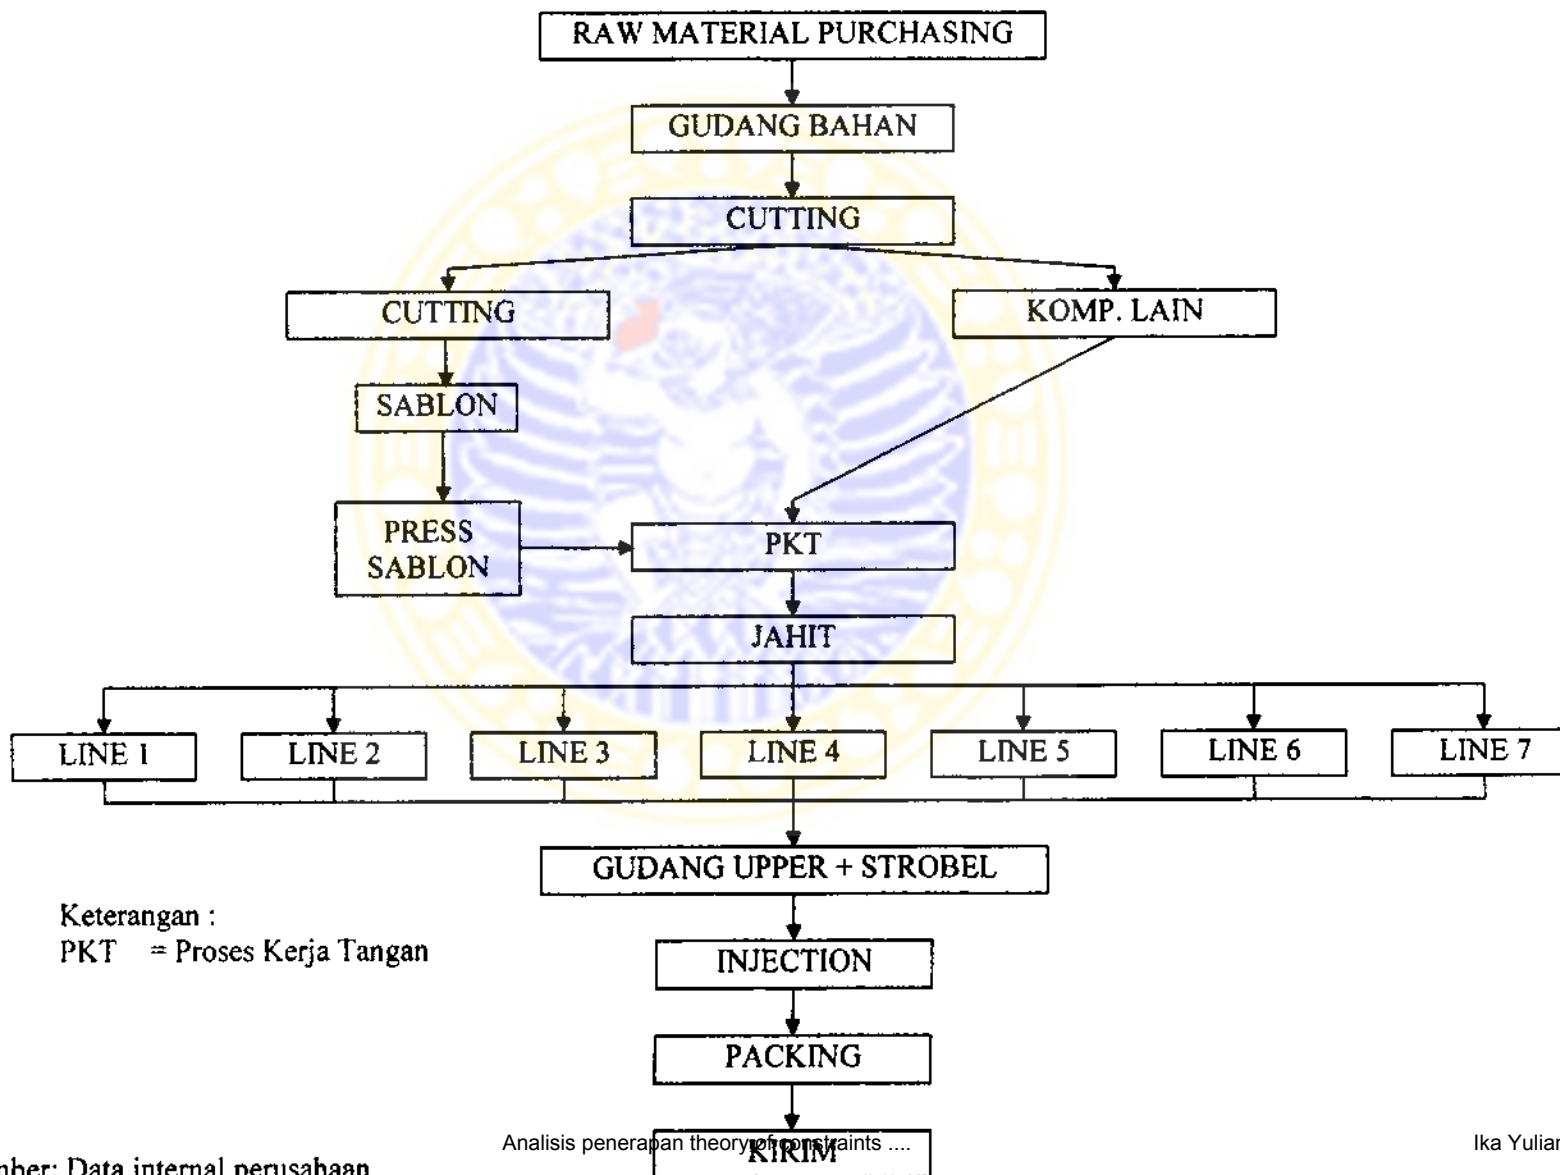 RAW MATERIAL PURCHASING
GUDANG BAHAN
CUTTING
CUTTING
KOMP. LAIN
SABLON
PRESS
SABLON
PKT
JAHIT
LINE 1
LINE 2
LINE 3
LINE 4
LINE 5
LINE 6
LINE 7
GUDANG UPPER + STROBEL
Keterangan :
PKT = Proses Kerja Tangan
INJECTION
PACKING
KIRIM
Analisis penerapan theory of constraints ....
Data internal perusahaan
Ika